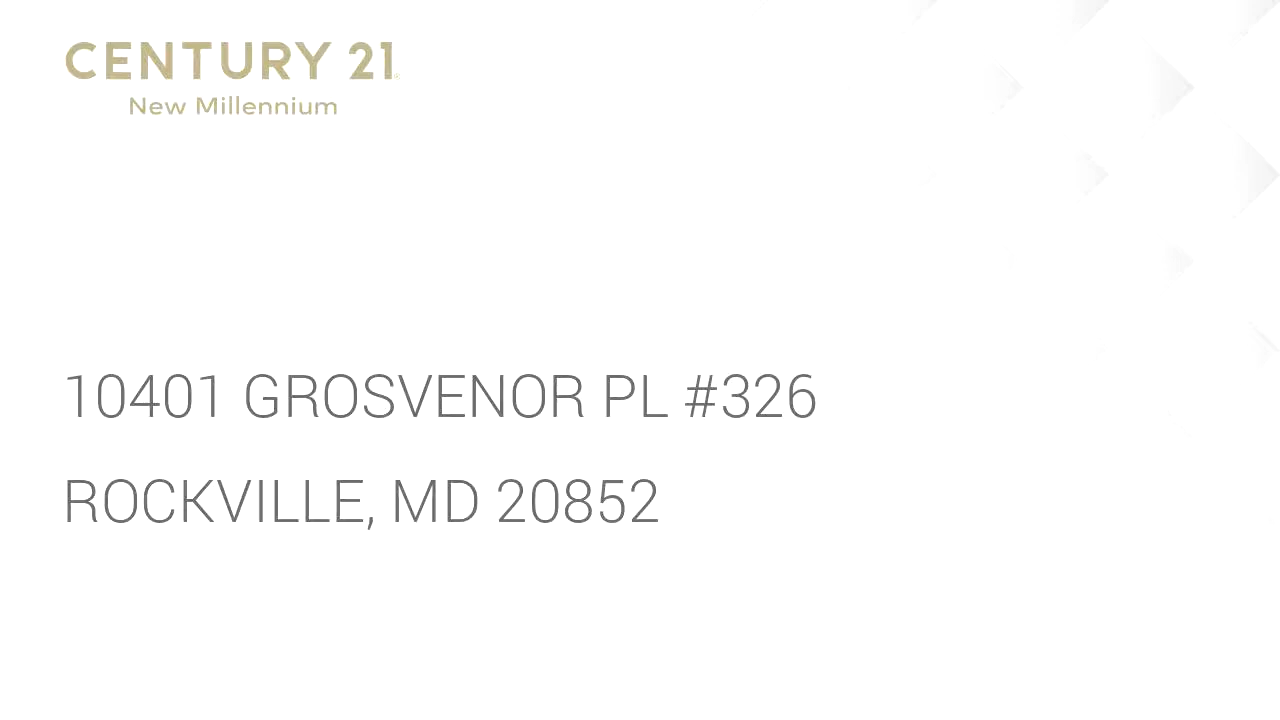 CENTURY 21
New Millennium
10401 GROSVENOR PL #326
ROCKVILLE, MD 20852